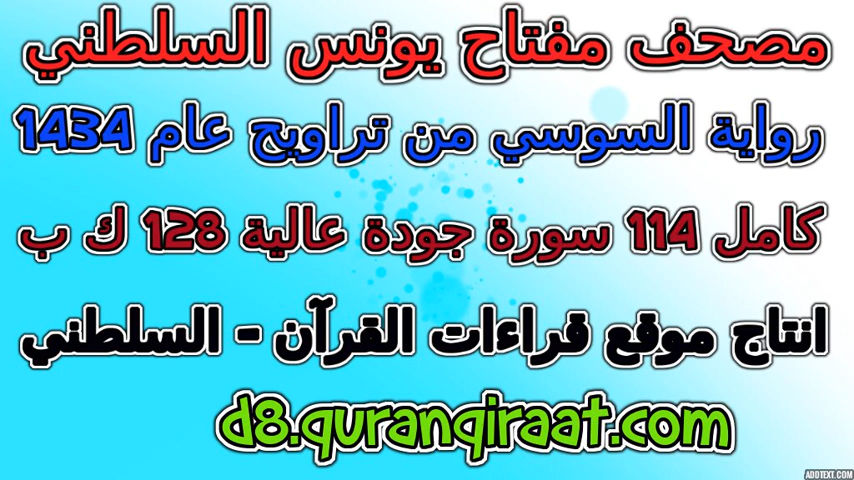 مصحف مفتاح يونس السلطني
رواية السوسي من تراويح عام 1434
كامل 114 سورة جودة عالية 128 ك ب
انتاج موقع قراءات القرآن - السلطني
d8.quranqiraat.com
ADDTEXT.COM